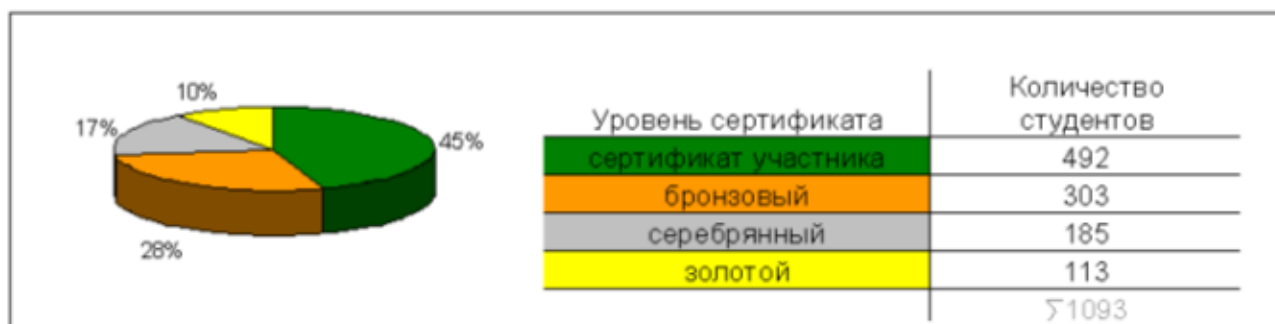 10%
17%
45%
28%
Уровень сертификата Количество студентов
сертификат участника 492
бронзовый 303
серебрянный 185
золотой 113
∑1093